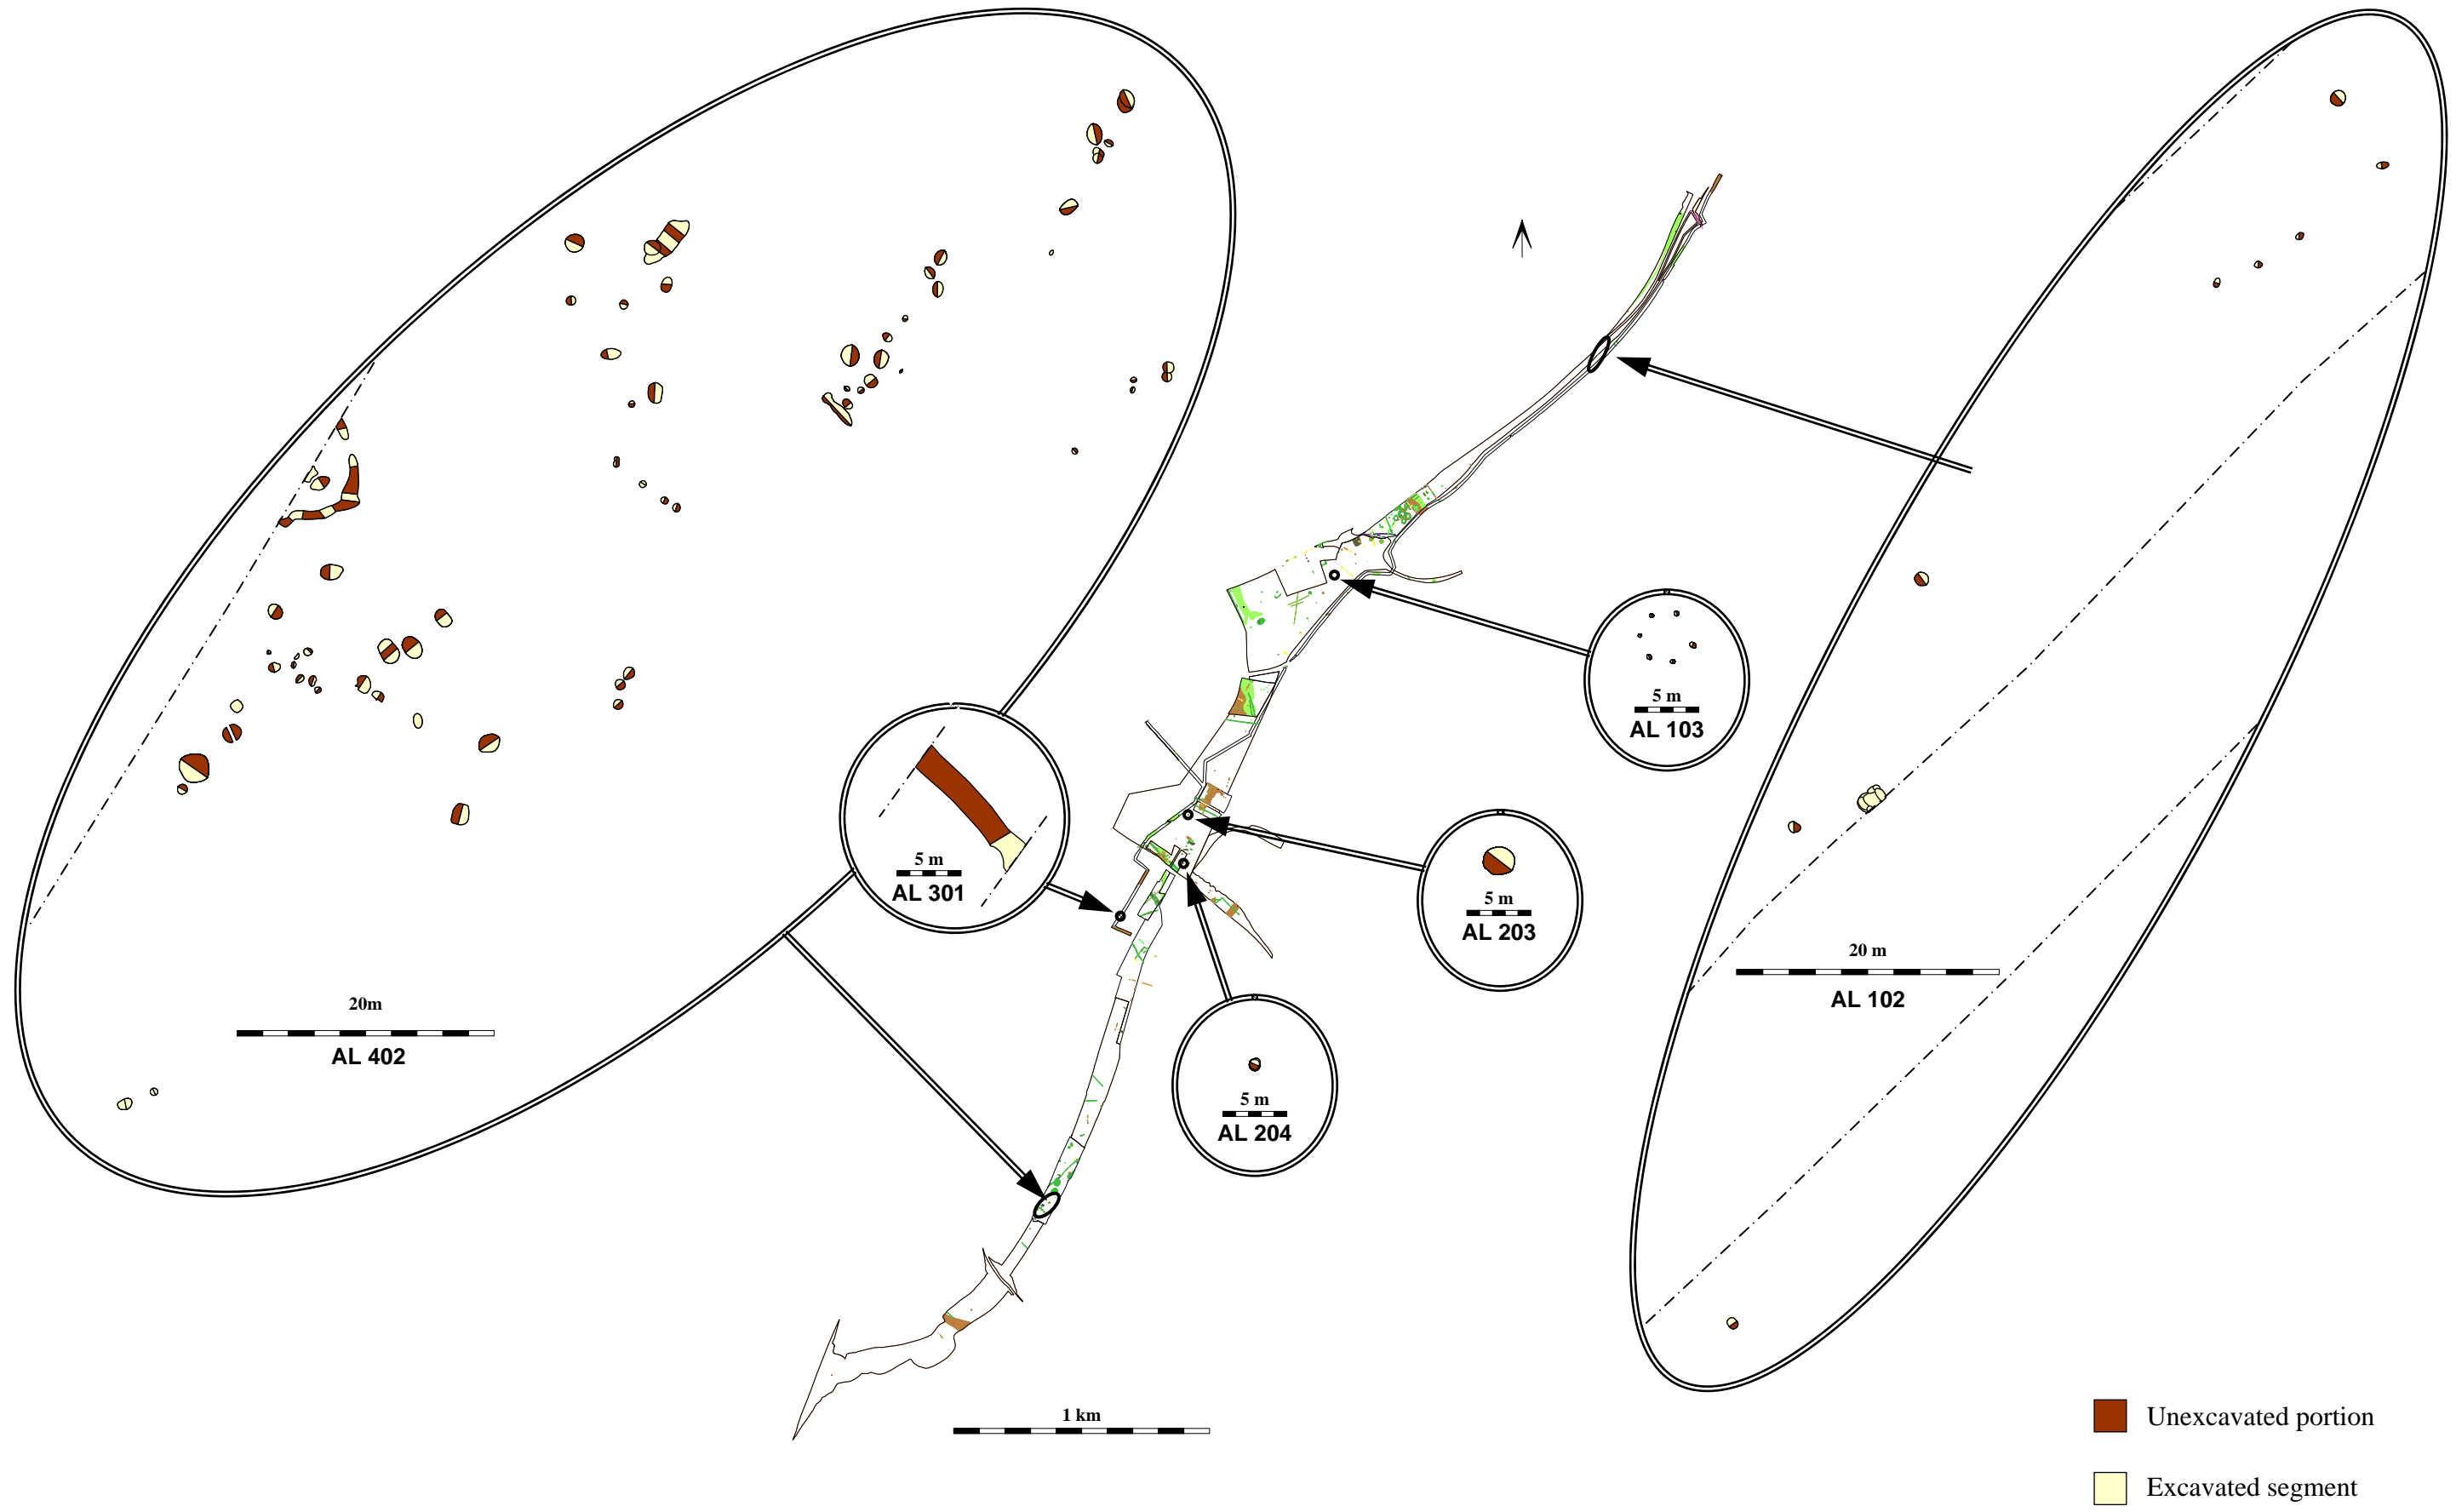 5 m
AL 103
5 m
AL 301
5 m
AL 203
20 m
AL 102
20m
AL 402
5 m
AL 204
1 km
Unexcavated portion
Excavated segment